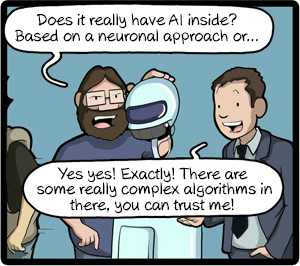 Does it really have AI inside?
Based on a neuronal approach or...
Yes yes! Exactly! There are
some really complex algorithms in
there, you can trust me!